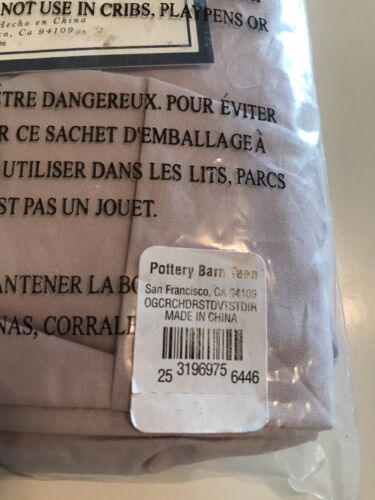 NOT USE IN CRIBS, PLAYPENS OR
Hecho en China
sco, Ca 94109 2
ÊTRE DANGEREUX. POUR ÉVITER
R CE SACHET D'EMBALLAGE À
UTILISER DANS LES LITS, PARCS
ST PAS UN JOUET.
ANTENER LA BO
NAS, CORRALE
Pottery Barn Teen
San Francisco, CA 94109
OGCRCHDRSTDVTSTDIR
MADE IN CHINA
25 3196975 6446